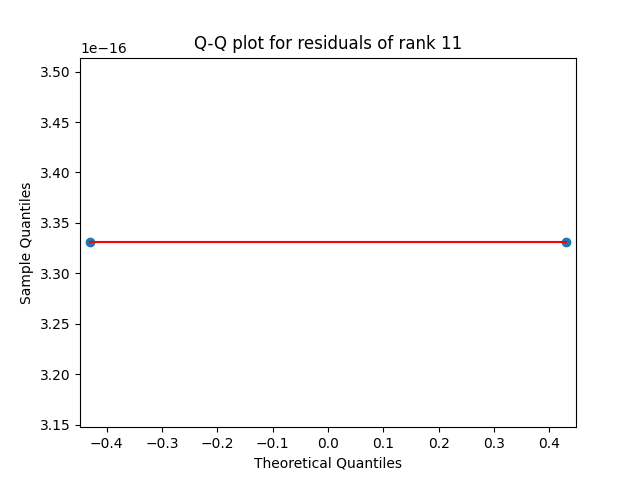 Q-Q plot for residuals of rank 11
1e−16
3.50
3.45
3.40
3.35
3.30
3.25
3.20
3.15
Sample Quantiles
−0.4 −0.3 −0.2 −0.1 0.0 0.1 0.2 0.3 0.4
Theoretical Quantiles